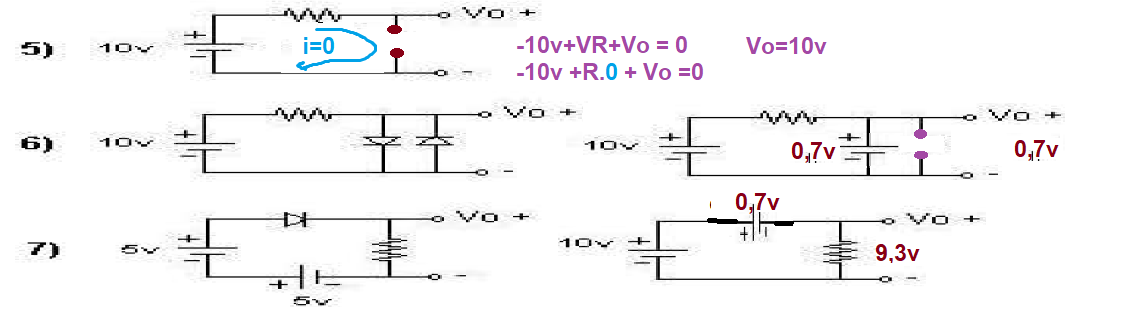 5) 10v + - i=0 Vo + - -10v+VR+Vo = 0 Vo=10v
-10v +R.0 + Vo =0
6) 10v + - Vo + - 10v + - 0,7v + - Vo + - 0,7v
7) 5v + - + - 5v Vo + - 10v + - 0,7v + - Vo + - 9,3v